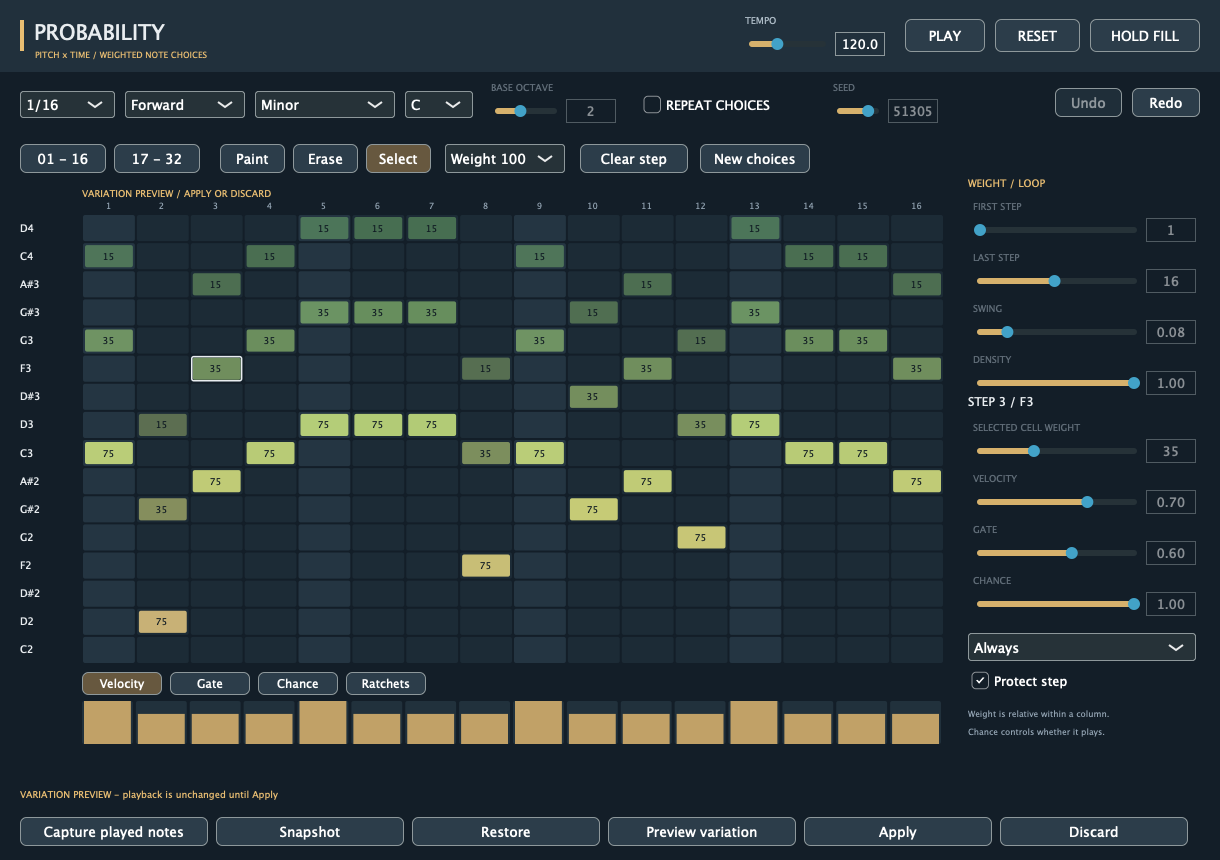 PROBABILITY
PITCH x TIME / WEIGHTED NOTE CHOICES
TEMPO
120.0
PLAY
RESET
HOLD FILL
1/16
Forward
Minor
C
BASE OCTAVE
2
REPEAT CHOICES
SEED
51305
Undo
Redo
01 – 16
17 – 32
Paint
Erase
Select
Weight 100
Clear step
New choices
VARIATION PREVIEW / APPLY OR DISCARD
1 2 3 4 5 6 7 8 9 10 11 12 13 14 15 16
D4 15 15 15 15
C4 15 15 15 15 15
A#3 15 15 15
G#3 35 35 35 15 35
G3 35 35 35 15 35 35
F3 35 15 35 35
D#3 35
D3 15 75 75 75 35 75
C3 75 75 35 75 75 75
A#2 75 75 75
G#2 35 75
G2 75
F2 75
D#2
D2 75
C2
Velocity
Gate
Chance
Ratchets
WEIGHT / LOOP
FIRST STEP
1
LAST STEP
16
SWING
0.08
DENSITY
1.00
STEP 3 / F3
SELECTED CELL WEIGHT
35
VELOCITY
0.70
GATE
0.60
CHANCE
1.00
Always
Protect step
Weight is relative within a column.
Chance controls whether it plays.
VARIATION PREVIEW – playback is unchanged until Apply
Capture played notes
Snapshot
Restore
Preview variation
Apply
Discard